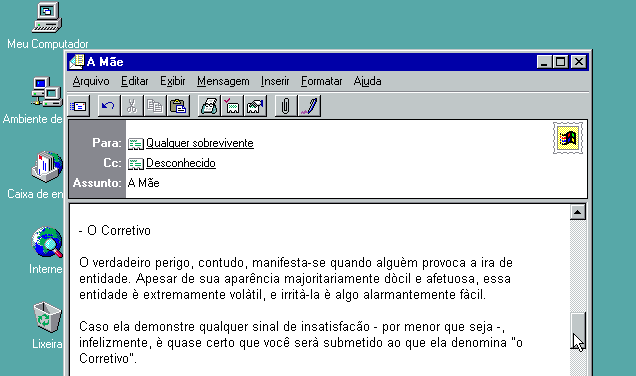 Meu Computador
A Mãe
Arquivo Editar Exibir Mensagem Inserir Formatar Ajuda
Ambiente de
Para: Qualquer sobrevivente
Cc: Desconhecido
Assunto: A Mãe
Caixa de en
- O Corretivo
O verdadeiro perigo, contudo, manifesta-se quando alguèm provoca a ira de
entidade. Apesar de sua aparência majoritariamente dòcil e afetuosa, essa
Interne
entidade è extremamente volàtil, e irrità-la è algo alarmantemente fàcil.
Caso ela demonstre qualquer sinal de insatisfacão - por menor que seja -,
Lixeira
infelizmente, è quase certo que você serà submetido ao que ela denomina "o
Corretivo".